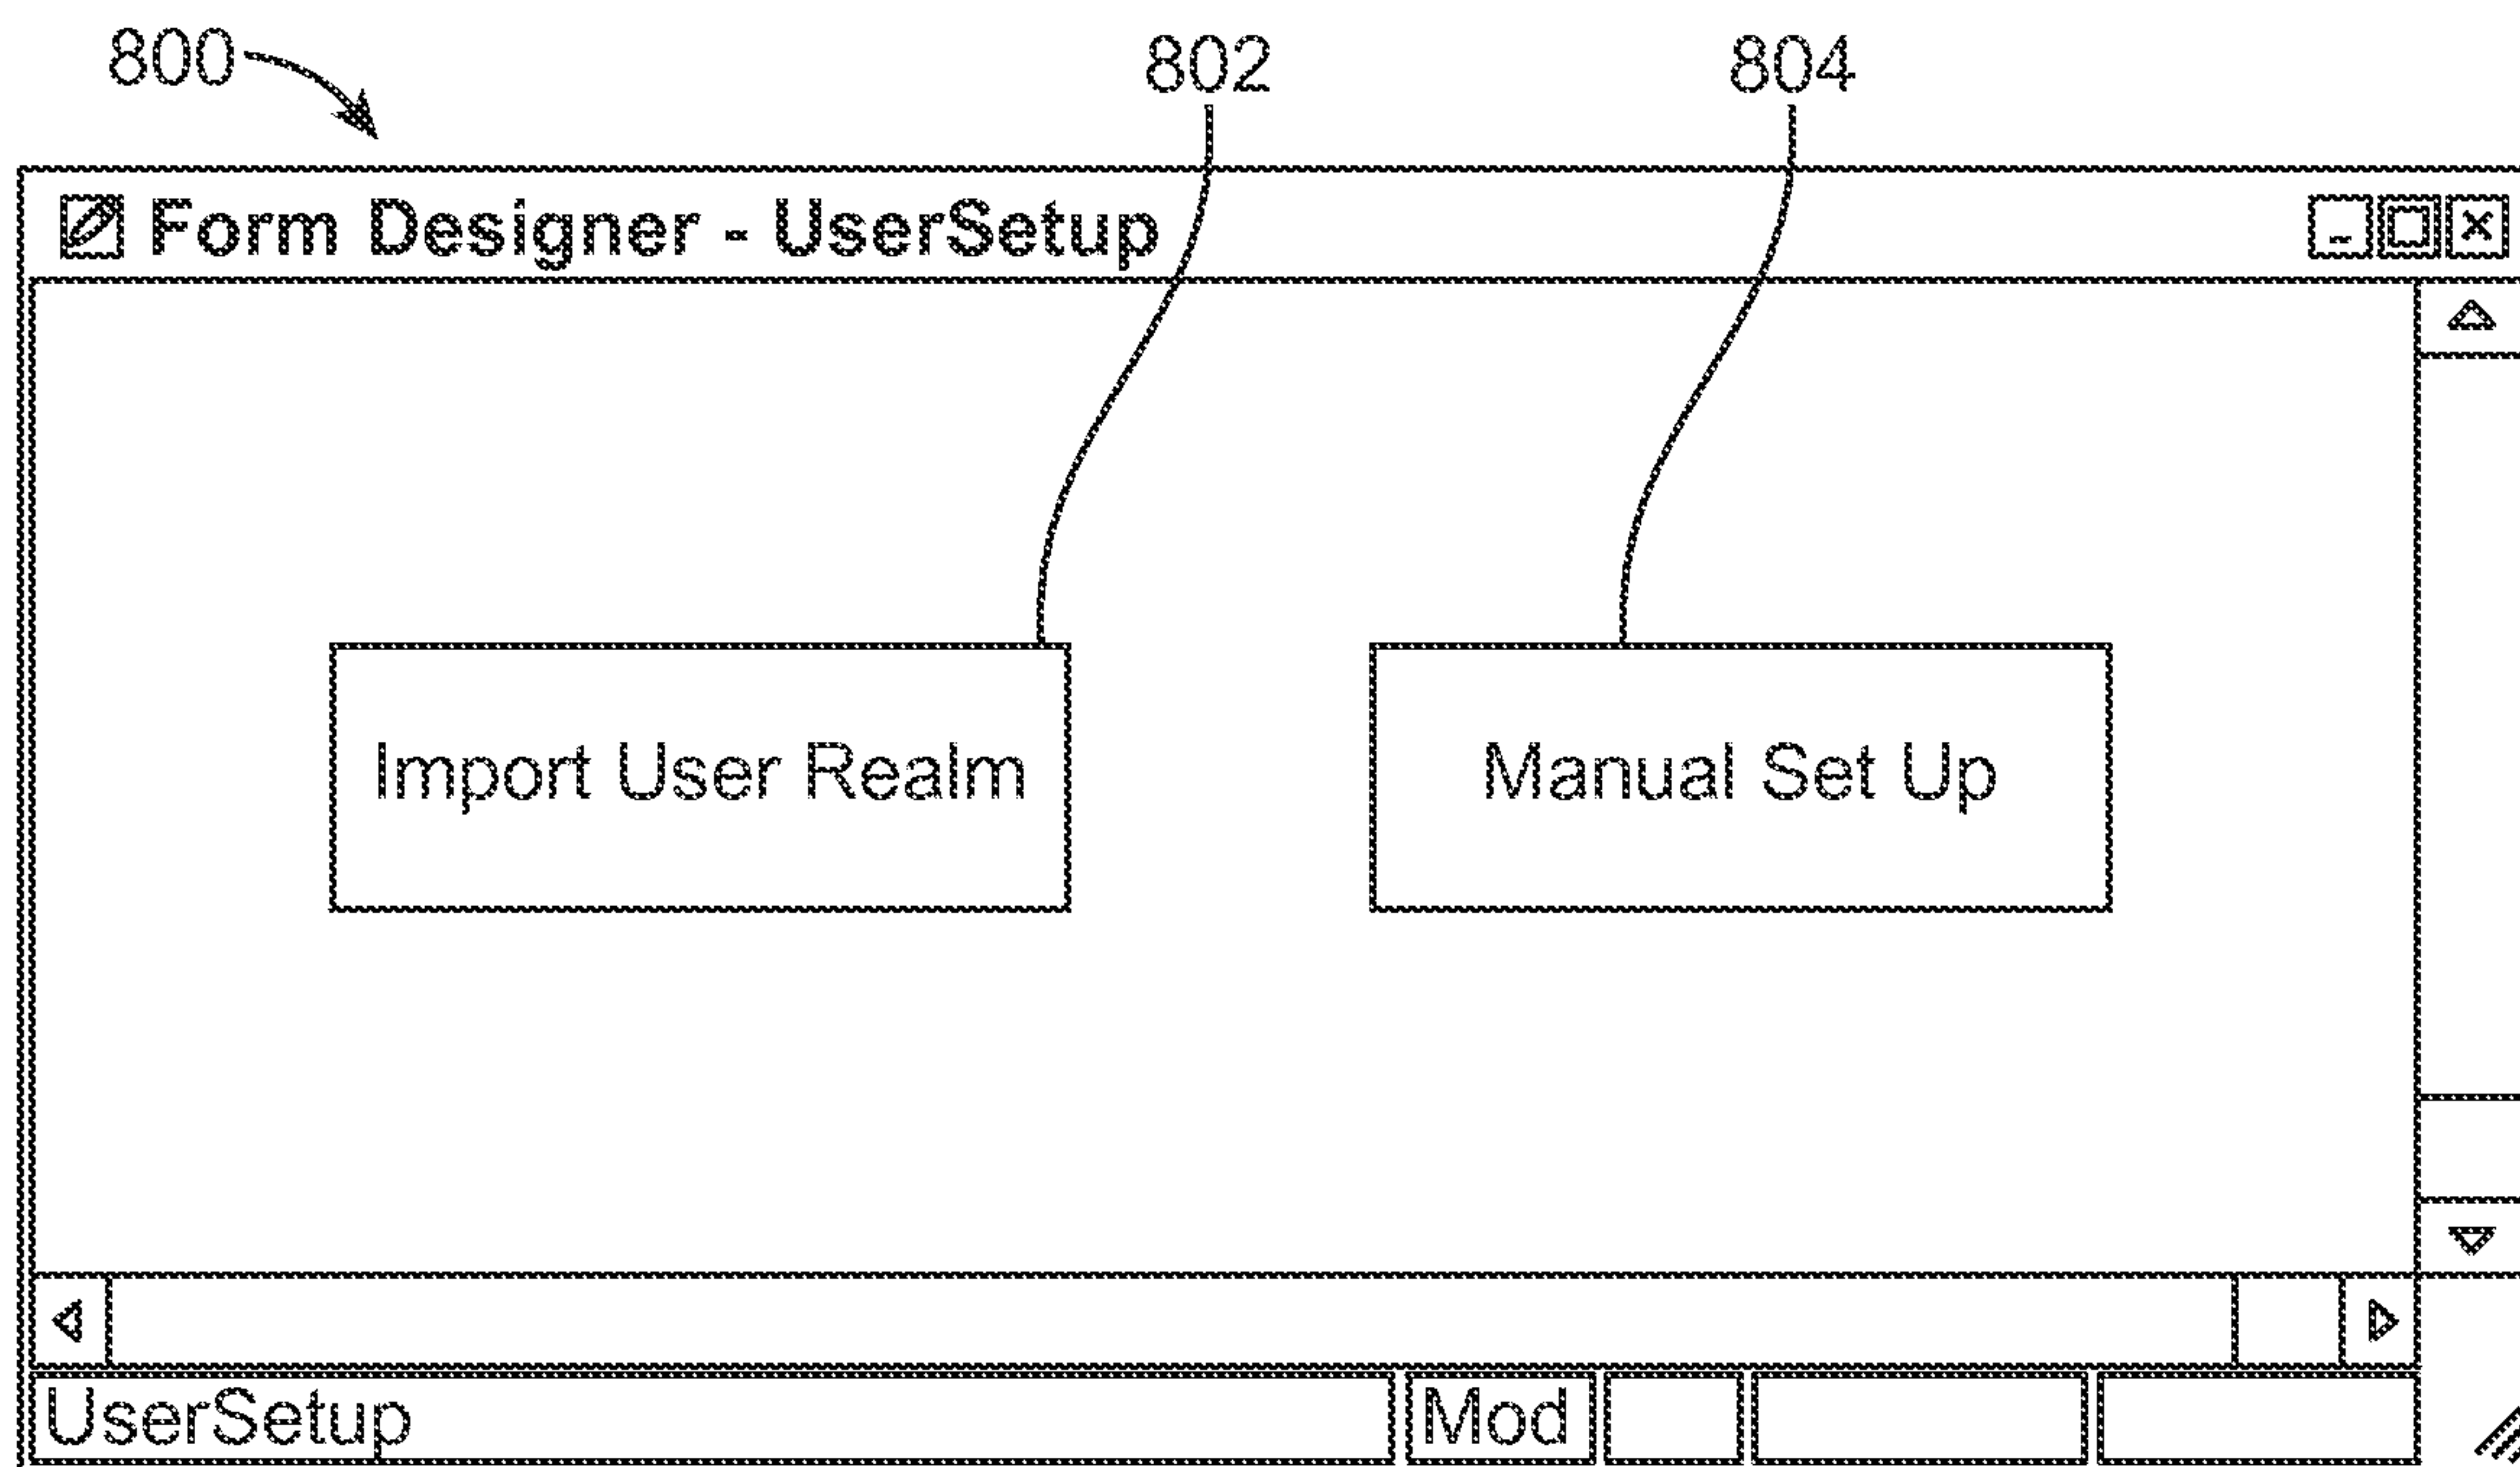 800 802 804
Form Designer - UserSetup
Import User Realm
Manual Set Up
UserSetup Mod